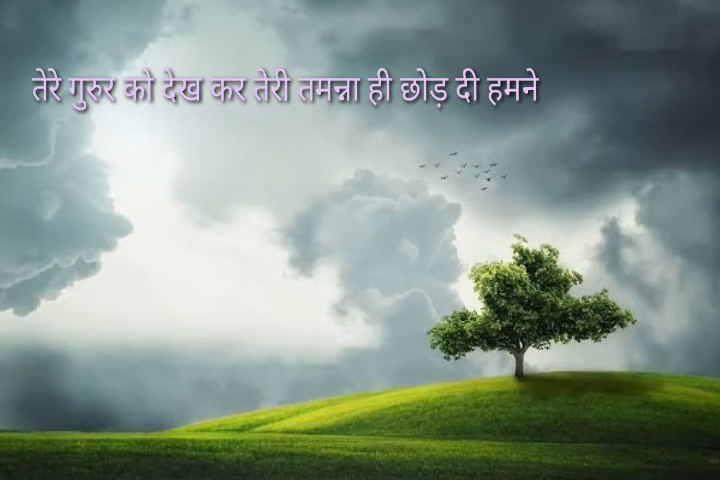 तेरे गुरुर को देख कर तेरी तमन्ना ही छोड़ दी हमने